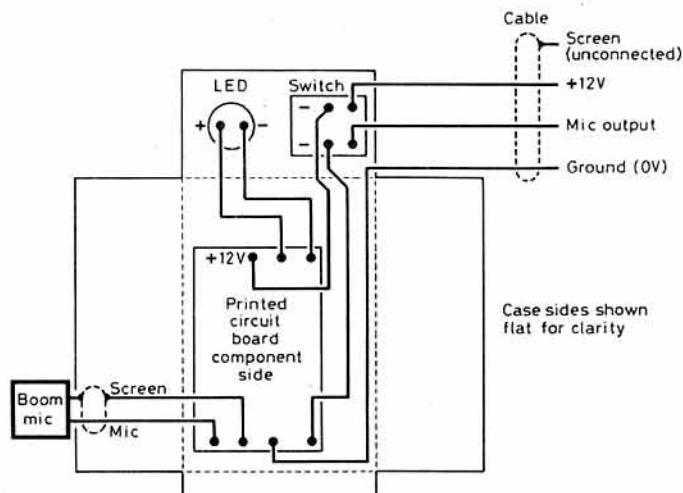 Cable
Screen
(unconnected)
+12V
Mic output
Ground (0V)
LED
Switch
+
-
-
-
+12V
Printed
circuit
board
component
side
Case sides shown
flat for clarity
Boom
mic
Screen
Mic